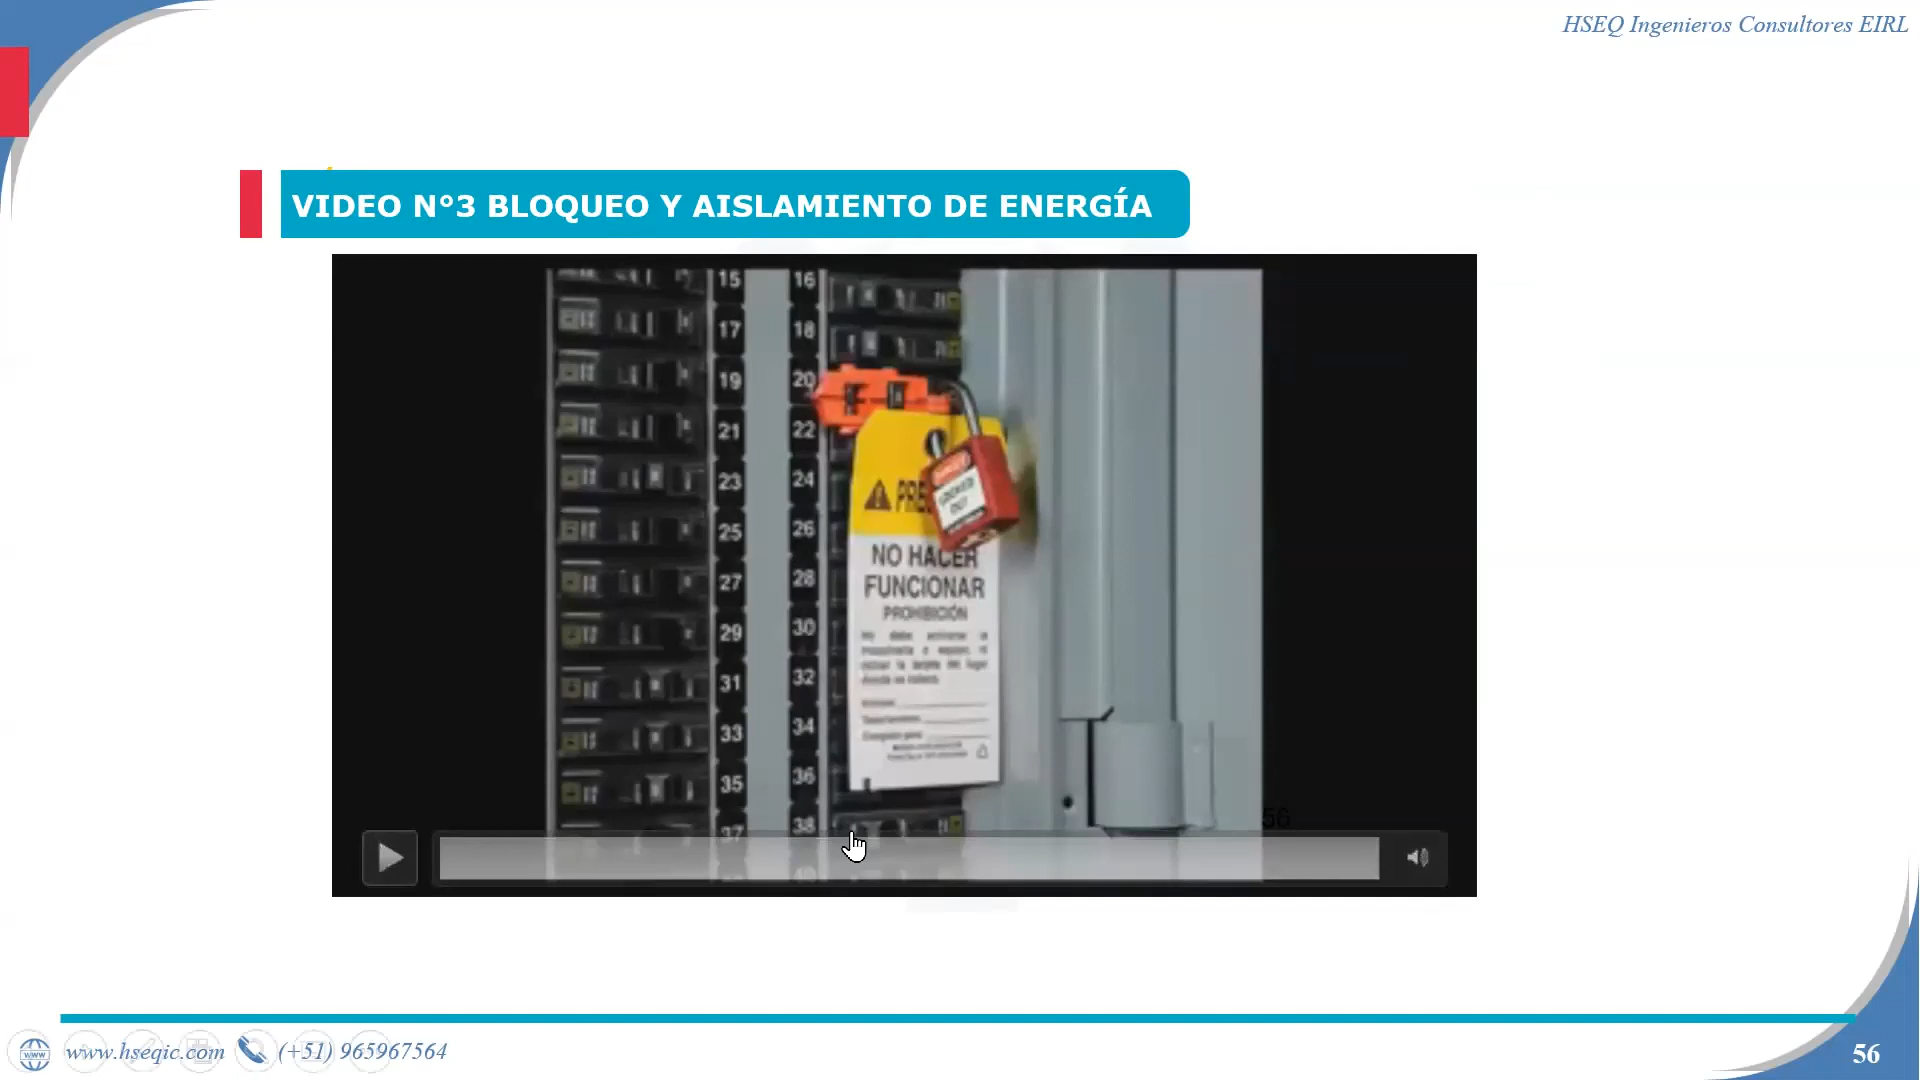 HSEQ Ingenieros Consultores EIRL
VIDEO N°3 BLOQUEO Y AISLAMIENTO DE ENERGÍA
15 16
17 18
19 20
21 22
23 24
25 26
27 28
29 30
31 32
33 34
35 36
37 38
NO HACER
FUNCIONAR
PROHIBICIÓN
56
www.hseqic.com (+51) 965967564
56